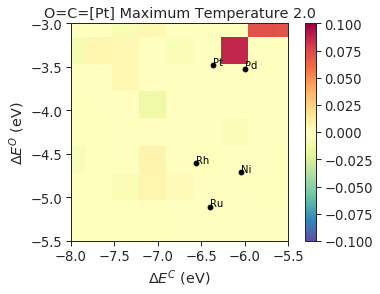 O=C=[Pt] Maximum Temperature 2.0
−3.0
−3.5
−4.0
−4.5
−5.0
−5.5
ΔE^O (eV)
Pt
Pd
Rh
Ni
Ru
−8.0 −7.5 −7.0 −6.5 −6.0 −5.5
ΔE^C (eV)
0.100
0.075
0.050
0.025
0.000
−0.025
−0.050
−0.075
−0.100